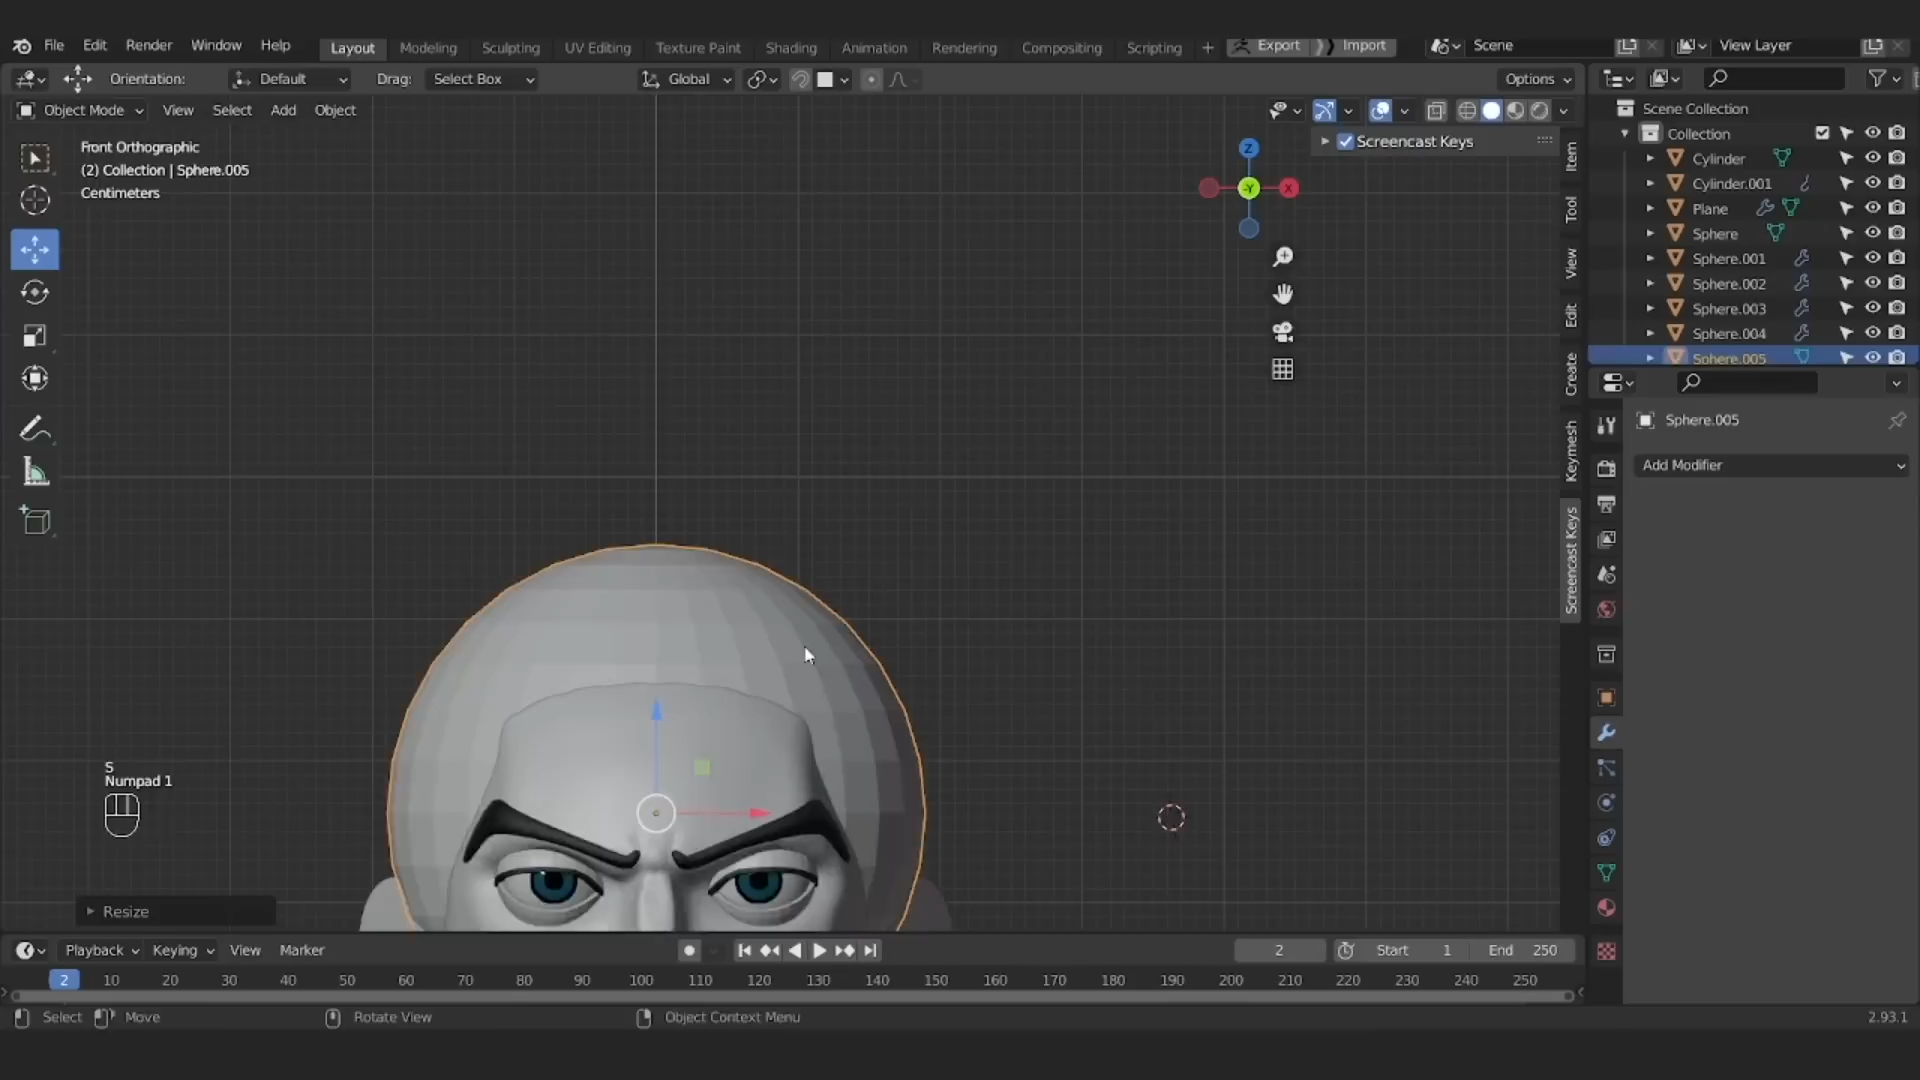 File Edit Render Window Help Layout Modeling Sculpting UV Editing Texture Paint Shading Animation Rendering Compositing Scripting + Export Import Scene View Layer
Orientation: Default Drag: Select Box Global Options
Object Mode View Select Add Object
Scene Collection
Collection
Cylinder
Cylinder.001
Plane
Sphere
Sphere.001
Sphere.002
Sphere.003
Sphere.004
Sphere.005
Front Orthographic
(2) Collection | Sphere.005
Centimeters
Screencast Keys
Z
Y
X
Item
Tool
View
Edit
Create
Keymesh
Screencast Keys
Sphere.005
Add Modifier
S
Numpad 1
Resize
Playback Keying View Marker 2 Start 1 End 250
2 10 20 30 40 50 60 70 80 90 100 110 120 130 140 150 160 170 180 190 200 210 220 230 240 250
Select Move Rotate View Object Context Menu 2.93.1